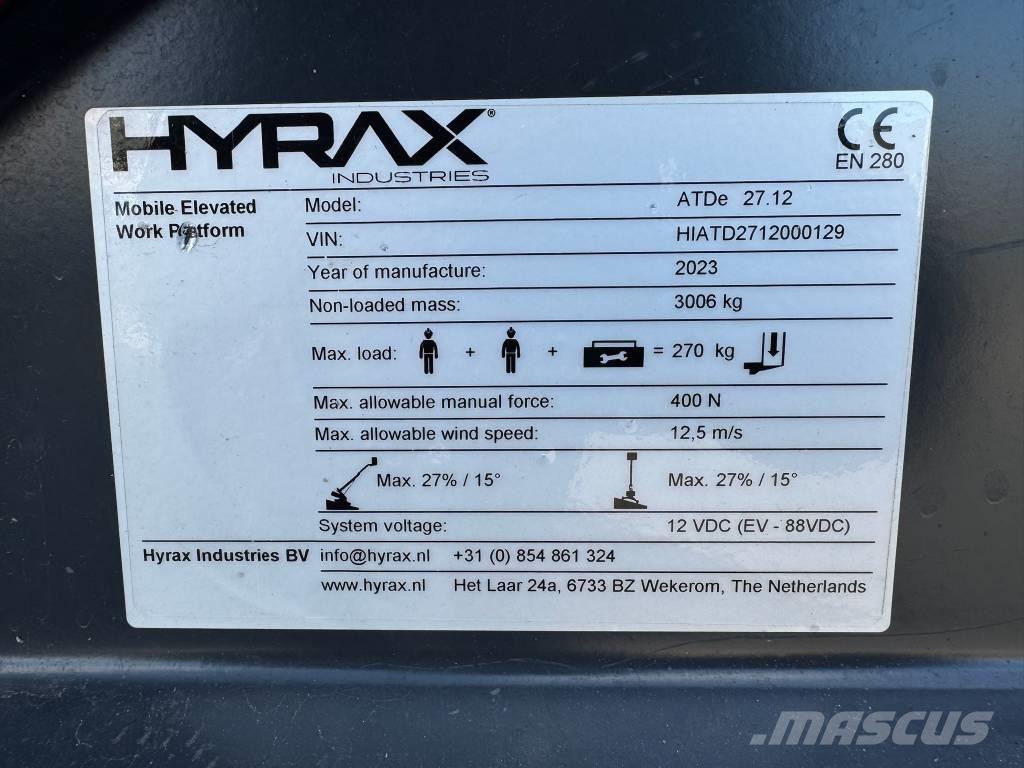 HYRAX®
INDUSTRIES
CE
EN 280
Mobile Elevated
Work Platform
Model: ATDe 27.12
VIN: HIATD2712000129
Year of manufacture: 2023
Non-loaded mass: 3006 kg
Max. load: + + = 270 kg
Max. allowable manual force: 400 N
Max. allowable wind speed: 12,5 m/s
Max. 27% / 15° Max. 27% / 15°
System voltage: 12 VDC (EV - 88VDC)
Hyrax Industries BV info@hyrax.nl +31 (0) 854 861 324
www.hyrax.nl Het Laar 24a, 6733 BZ Wekerom, The Netherlands
MASCUS